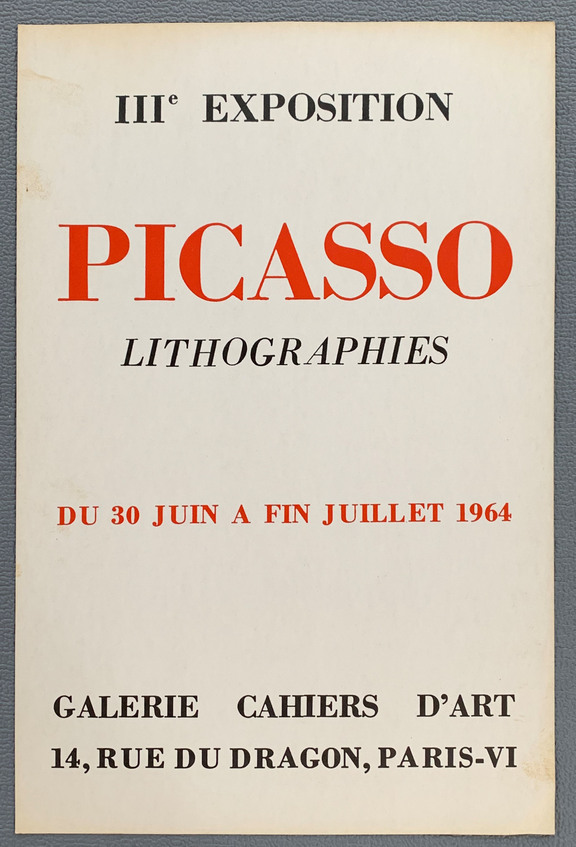 IIIe EXPOSITION
PICASSO
LITHOGRAPHIES
DU 30 JUIN A FIN JUILLET 1964
GALERIE CAHIERS D'ART
14, RUE DU DRAGON, PARIS-VI